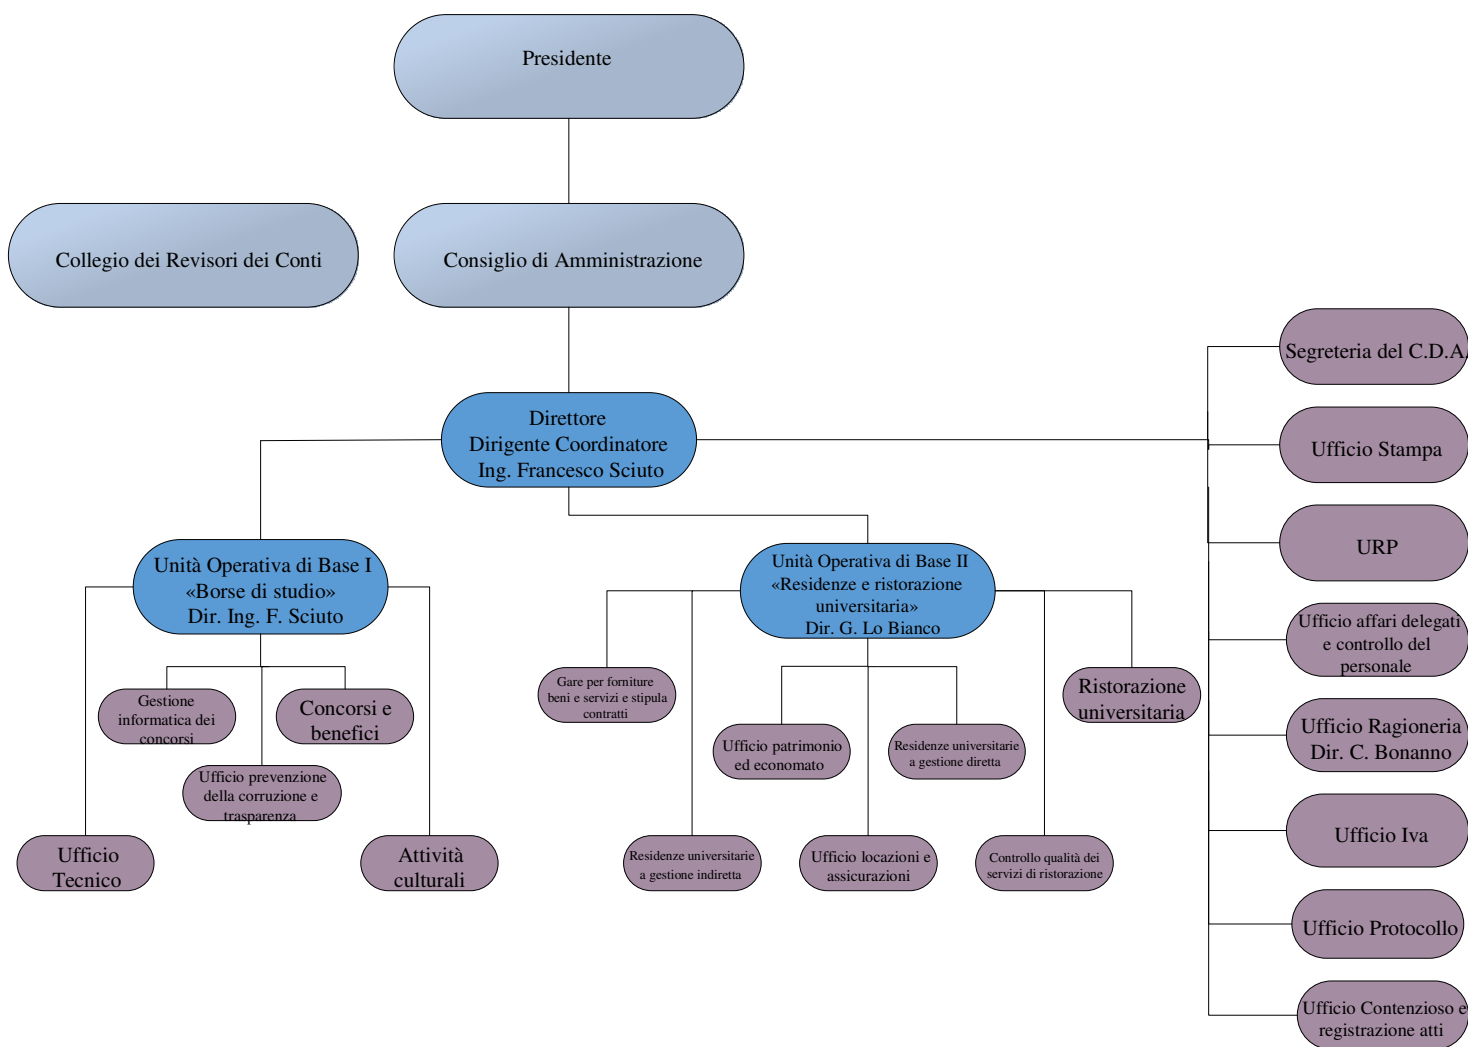 Presidente
Collegio dei Revisori dei Conti
Consiglio di Amministrazione
Direttore
Dirigente Coordinatore
Ing. Francesco Sciuto
Segreteria del C.D.A.
Ufficio Stampa
URP
Ufficio affari delegati
e controllo del
personale
Ufficio Ragioneria
Dir. C. Bonanno
Ufficio Iva
Ufficio Protocollo
Ufficio Contenzioso e
registrazione atti
Unità Operativa di Base I
«Borse di studio»
Dir. Ing. F. Sciuto
Gestione
informatica dei
concorsi
Concorsi e
benefici
Ufficio prevenzione
della corruzione e
trasparenza
Ufficio
Tecnico
Attività
culturali
Unità Operativa di Base II
«Residenze e ristorazione
universitaria»
Dir. G. Lo Bianco
Gare per forniture
beni e servizi e stipula
contratti
Ristorazione
universitaria
Ufficio patrimonio
ed economato
Residenze universitarie
a gestione diretta
Residenze universitarie
a gestione indiretta
Ufficio locazioni e
assicurazioni
Controllo qualità dei
servizi di ristorazione